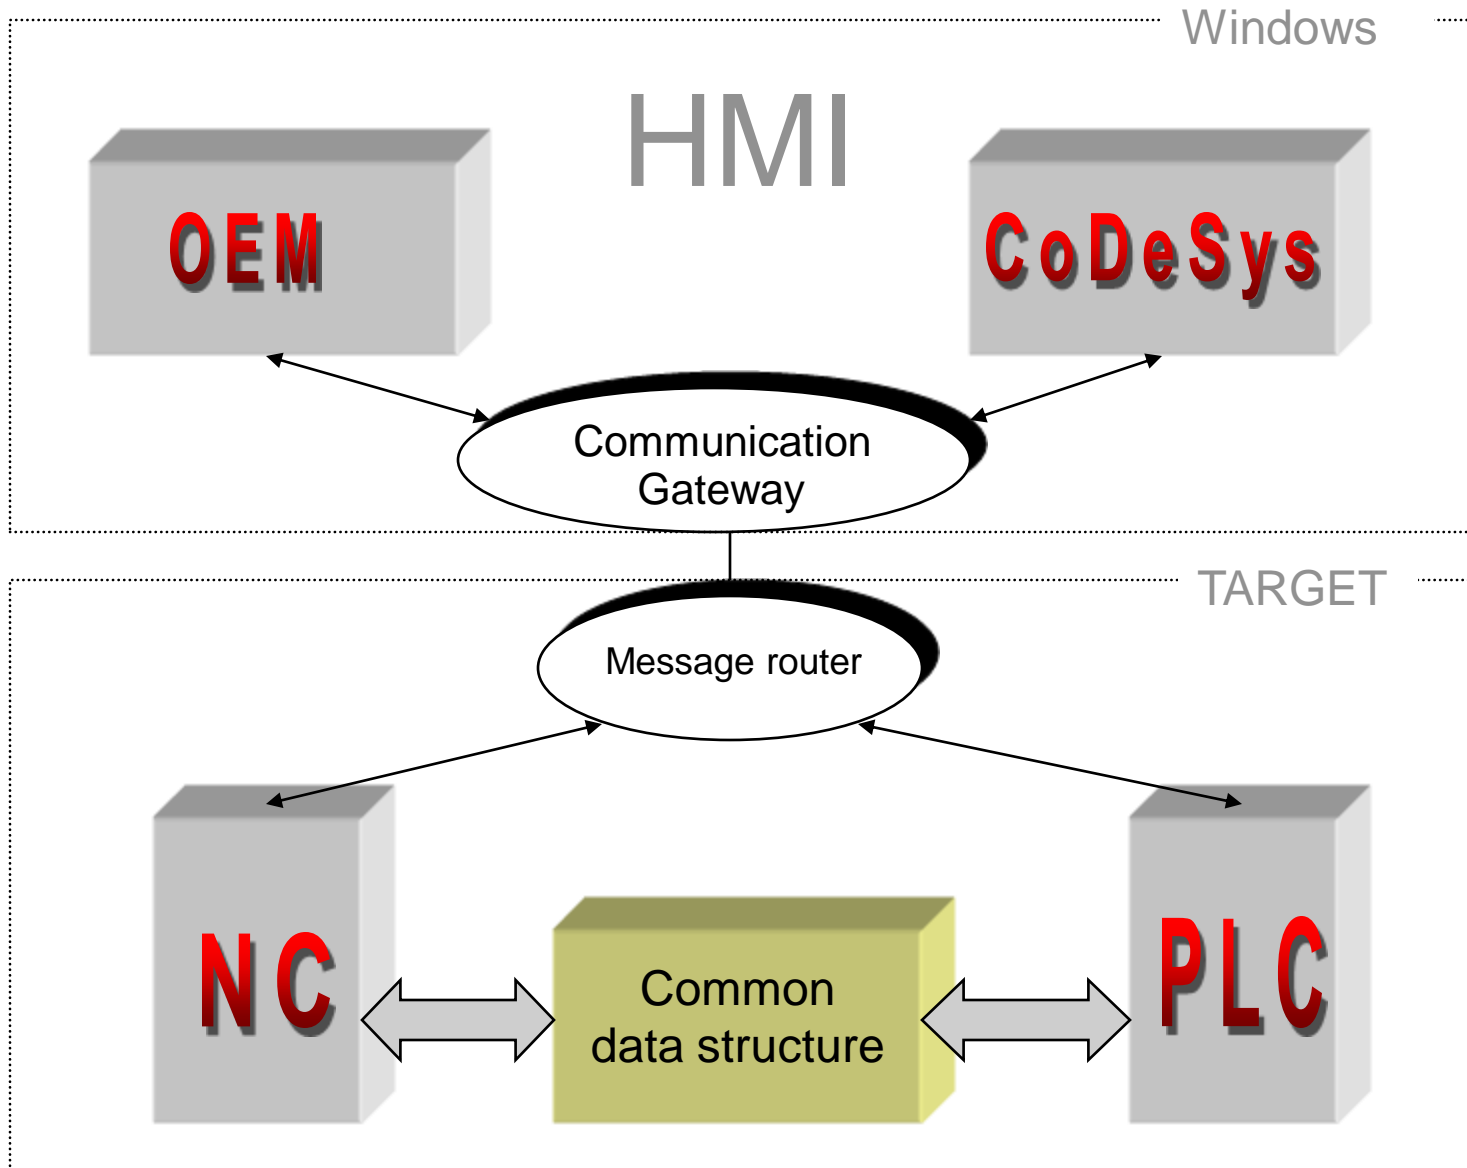 Windows
HMI
OEM
CoDeSys
Communication
Gateway
TARGET
Message router
NC
Common
data structure
PLC